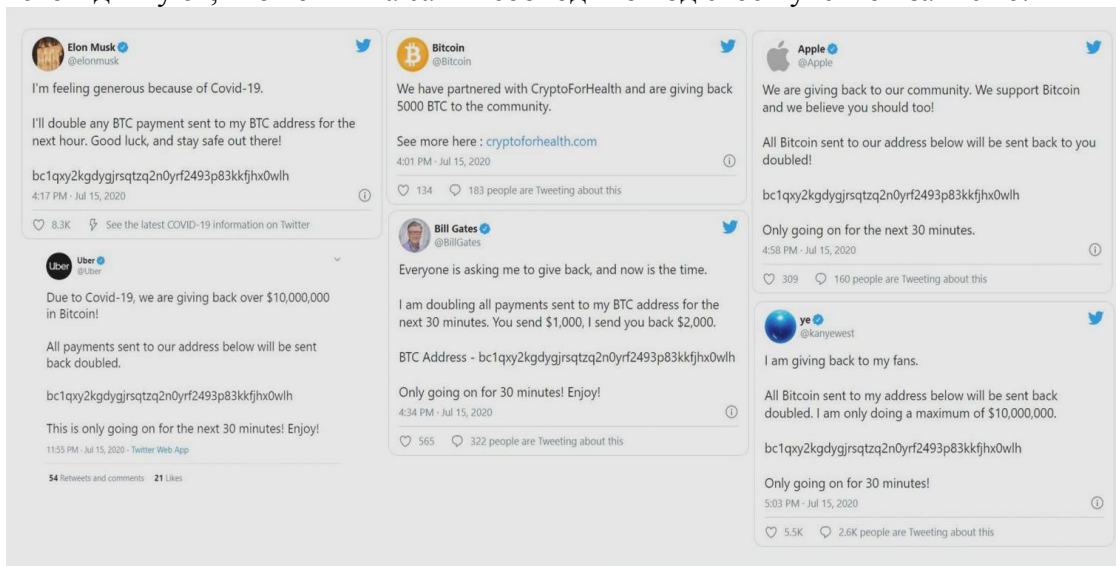 Elon Musk
@elonmusk
I'm feeling generous because of Covid-19.
I'll double any BTC payment sent to my BTC address for the
next hour. Good luck, and stay safe out there!
bc1qxy2kgdygjrsqtzq2n0yrf2493p83kkfjhx0wlh
4:17 PM · Jul 15, 2020
8.3K See the latest COVID-19 information on Twitter
Uber
Uber
@Uber
Due to Covid-19, we are giving back over $10,000,000
in Bitcoin!
All payments sent to our address below will be sent
back doubled.
bc1qxy2kgdygjrsqtzq2n0yrf2493p83kkfjhx0wlh
This is only going on for the next 30 minutes! Enjoy!
11:55 PM · Jul 15, 2020 · Twitter Web App
54 Retweets and comments 21 Likes
Bitcoin
@Bitcoin
We have partnered with CryptoForHealth and are giving back
5000 BTC to the community.
See more here : cryptoforhealth.com
4:01 PM · Jul 15, 2020
134 183 people are Tweeting about this
Bill Gates
@BillGates
Everyone is asking me to give back, and now is the time.
I am doubling all payments sent to my BTC address for the
next 30 minutes. You send $1,000, I send you back $2,000.
BTC Address - bc1qxy2kgdygjrsqtzq2n0yrf2493p83kkfjhx0wlh
Only going on for 30 minutes! Enjoy!
4:34 PM · Jul 15, 2020
565 322 people are Tweeting about this
Apple
@Apple
We are giving back to our community. We support Bitcoin
and we believe you should too!
All Bitcoin sent to our address below will be sent back to you
doubled!
bc1qxy2kgdygjrsqtzq2n0yrf2493p83kkfjhx0wlh
Only going on for the next 30 minutes.
4:58 PM · Jul 15, 2020
309 160 people are Tweeting about this
ye
@kanyewest
I am giving back to my fans.
All Bitcoin sent to my address below will be sent back
doubled. I am only doing a maximum of $10,000,000.
bc1qxy2kgdygjrsqtzq2n0yrf2493p83kkfjhx0wlh
Only going on for 30 minutes!
5:03 PM · Jul 15, 2020
5.5K 2.6K people are Tweeting about this